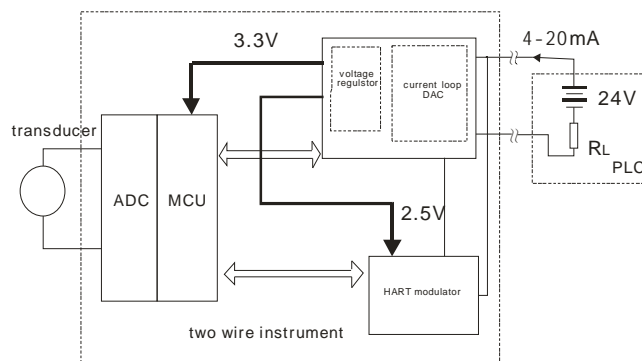 3.3V
4-20mA
voltage
regulstor
current loop
DAC
24V
transducer
RL
PLC
ADC
MCU
2.5V
HART modulator
two wire instrument